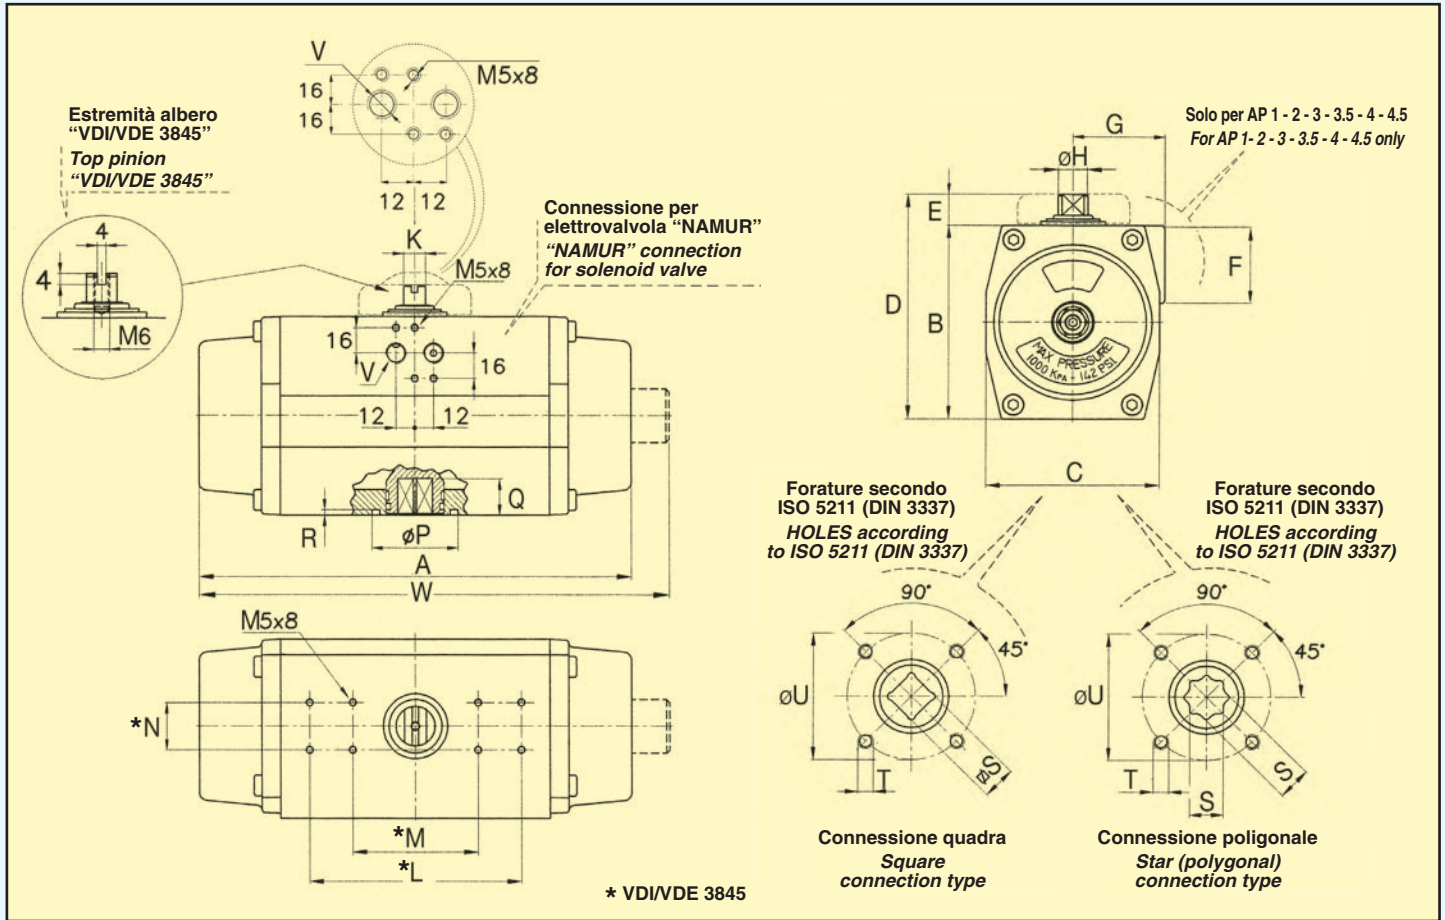 V
M5x8
16
16
12 12
Estremità albero
“VDI/VDE 3845”
Top pinion
“VDI/VDE 3845”
4
4
M6
K
M5x8
Connessione per
elettrovalvola “NAMUR”
“NAMUR” connection
for solenoid valve
16
V
16
12 12
Q
R
øP
A
W
M5x8
*N
*M
*L
* VDI/VDE 3845
Solo per AP 1 - 2 - 3 - 3.5 - 4 - 4.5
For AP 1- 2 - 3 - 3.5 - 4 - 4.5 only
G
øH
E
F
D
B
MAX PRESSURE
1000 KPA - 142 PSI
C
Forature secondo
ISO 5211 (DIN 3337)
HOLES according
to ISO 5211 (DIN 3337)
90°
45°
øU
øS
T
Connessione quadra
Square
connection type
Forature secondo
ISO 5211 (DIN 3337)
HOLES according
to ISO 5211 (DIN 3337)
90°
45°
øU
S
T
S
Connessione poligonale
Star (polygonal)
connection type